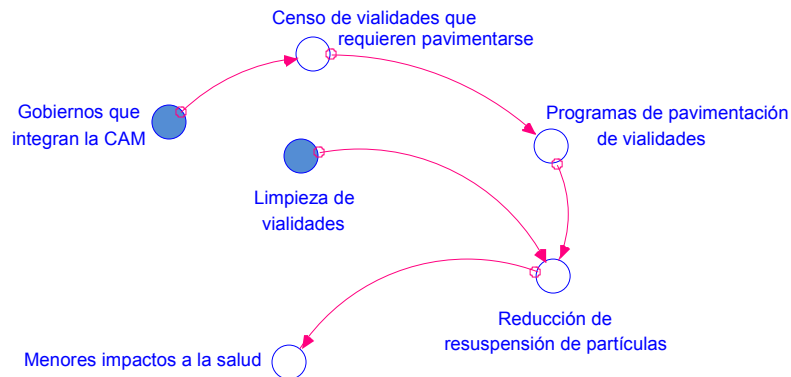 Censo de vialidades que
requieren pavimentarse
Gobiernos que
integran la CAM
Programas de pavimentación
de vialidades
Limpieza de
vialidades
Reducción de
resuspensión de partículas
Menores impactos a la salud